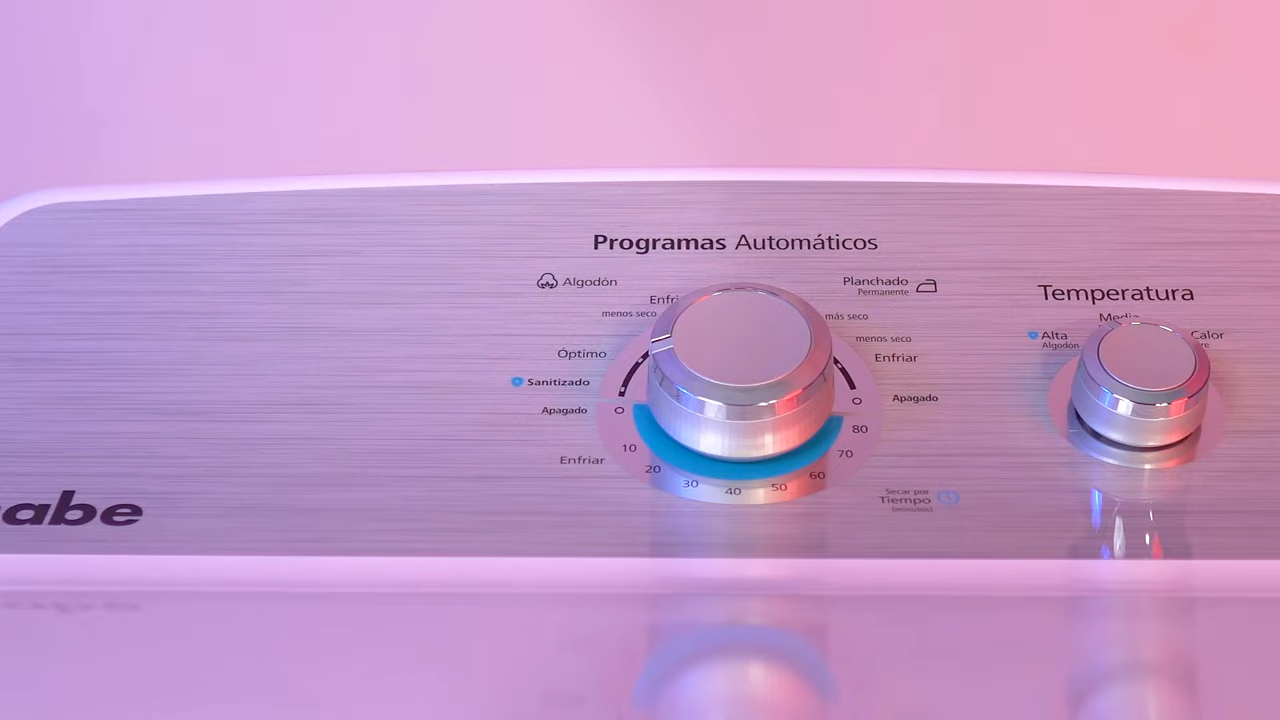 Programas Automáticos
Algodón
menos seco
Óptimo
Sanitizado
Apagado
Enfriar
Planchado
Permanente
más seco
menos seco
Enfriar
Apagado
0
10
20
30
40
50
60
70
80
0
Secar por
Tiempo
(minutos)
Temperatura
Media
Alta
Algodón
Calor
abe